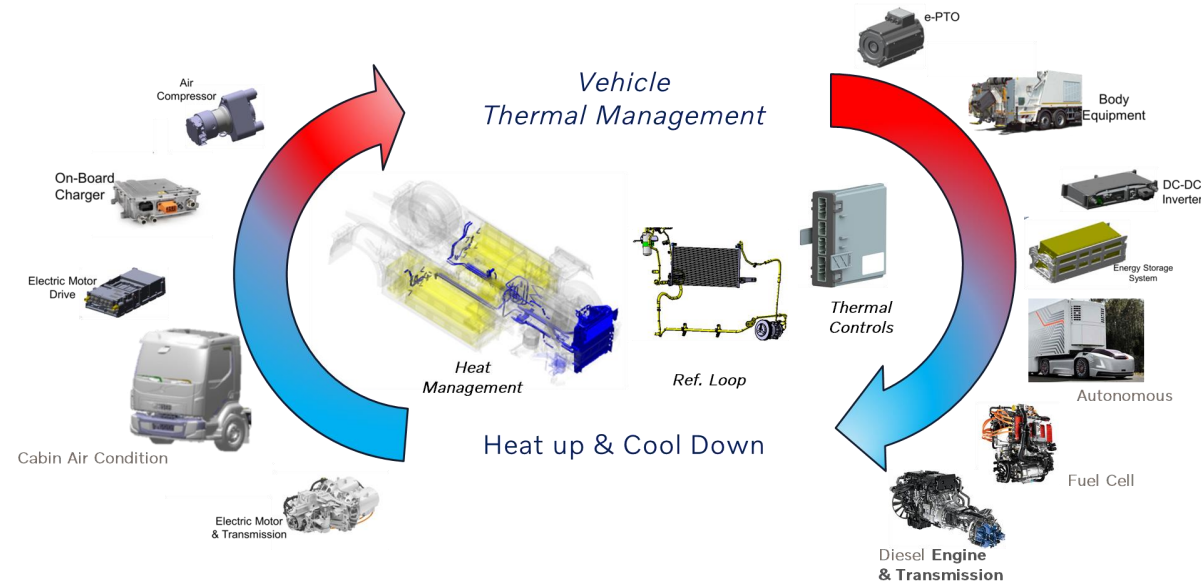 e-PTO
Vehicle
Thermal Management
Air
Compressor
Body
Equipment
On-Board
Charger
DC-DC
Inverter
Energy Storage
System
Electric Motor
Drive
Thermal
Controls
Heat
Management
Ref. Loop
Autonomous
Heat up & Cool Down
Cabin Air Condition
Fuel Cell
Electric Motor
& Transmission
Diesel Engine
& Transmission